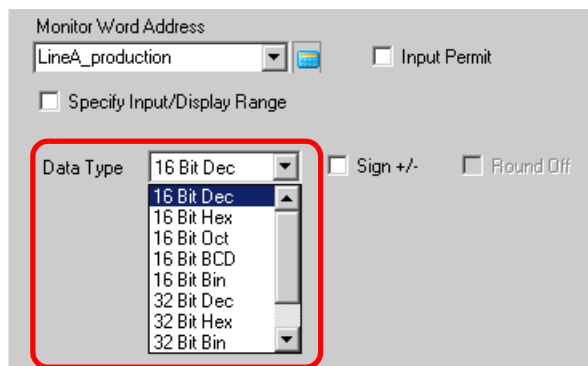 Monitor Word Address
LineA_production
Input Permit
Specify Input/Display Range
Data Type 16 Bit Dec Sign +/- Round Off
16 Bit Dec
16 Bit Hex
16 Bit Oct
16 Bit BCD
16 Bit Bin
32 Bit Dec
32 Bit Hex
32 Bit Bin